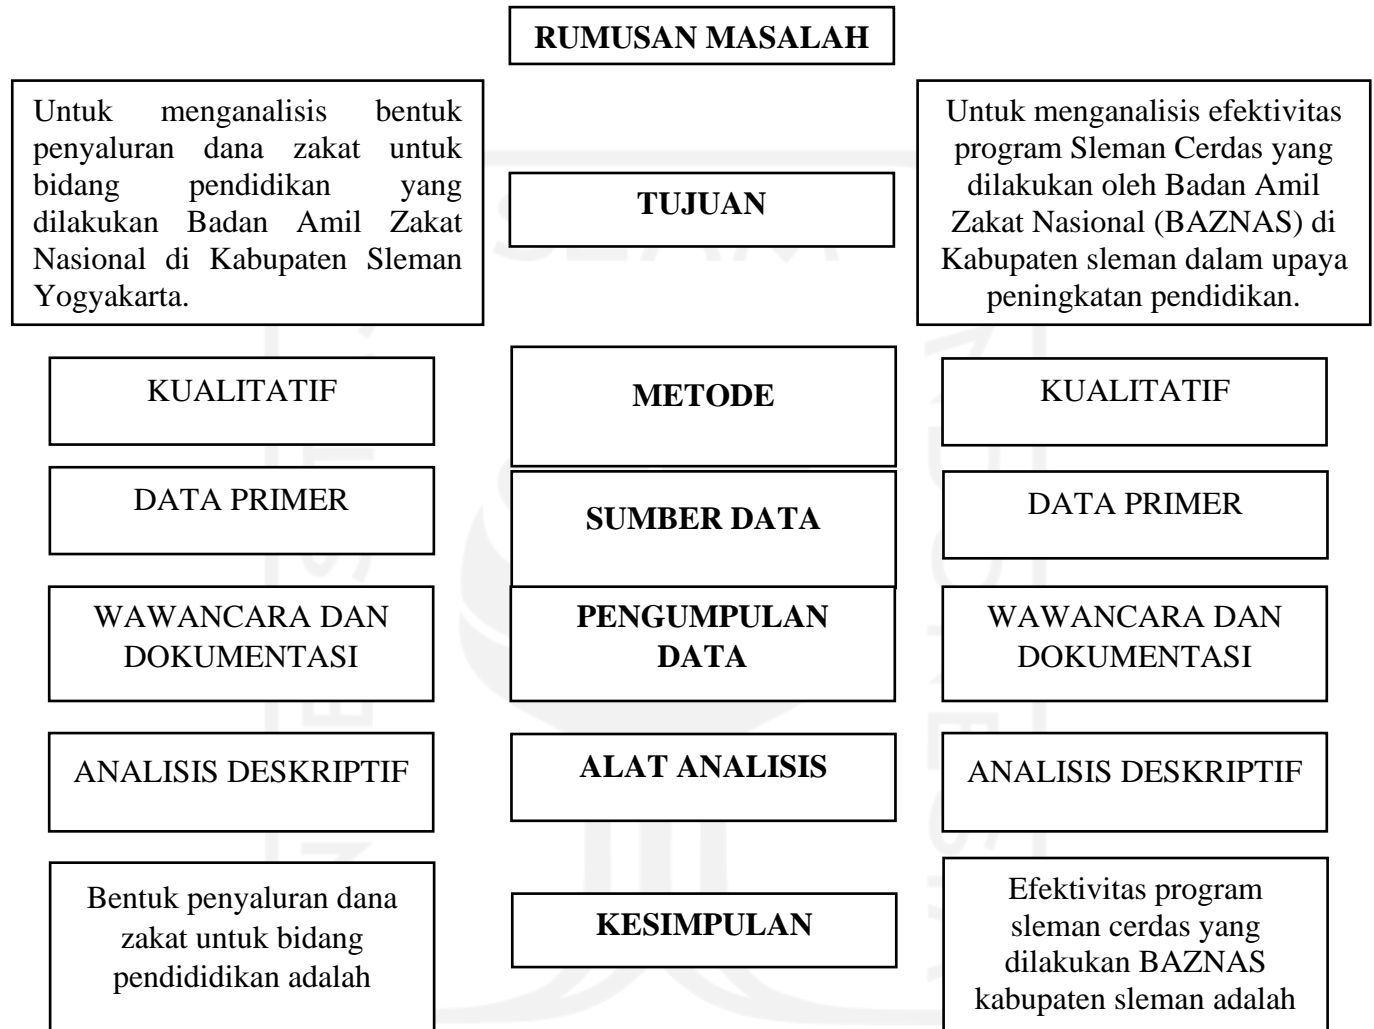 RUMUSAN MASALAH
Untuk menganalisis bentuk
penyaluran dana zakat untuk
bidang pendidikan yang
dilakukan Badan Amil Zakat
Nasional di Kabupaten Sleman
Yogyakarta.
TUJUAN
Untuk menganalisis efektivitas
program Sleman Cerdas yang
dilakukan oleh Badan Amil
Zakat Nasional (BAZNAS) di
Kabupaten sleman dalam upaya
peningkatan pendidikan.
KUALITATIF
METODE
KUALITATIF
DATA PRIMER
SUMBER DATA
DATA PRIMER
WAWANCARA DAN
DOKUMENTASI
PENGUMPULAN
DATA
WAWANCARA DAN
DOKUMENTASI
ANALISIS DESKRIPTIF
ALAT ANALISIS
ANALISIS DESKRIPTIF
Bentuk penyaluran dana
zakat untuk bidang
pendididikan adalah
KESIMPULAN
Efektivitas program
sleman cerdas yang
dilakukan BAZNAS
kabupaten sleman adalah